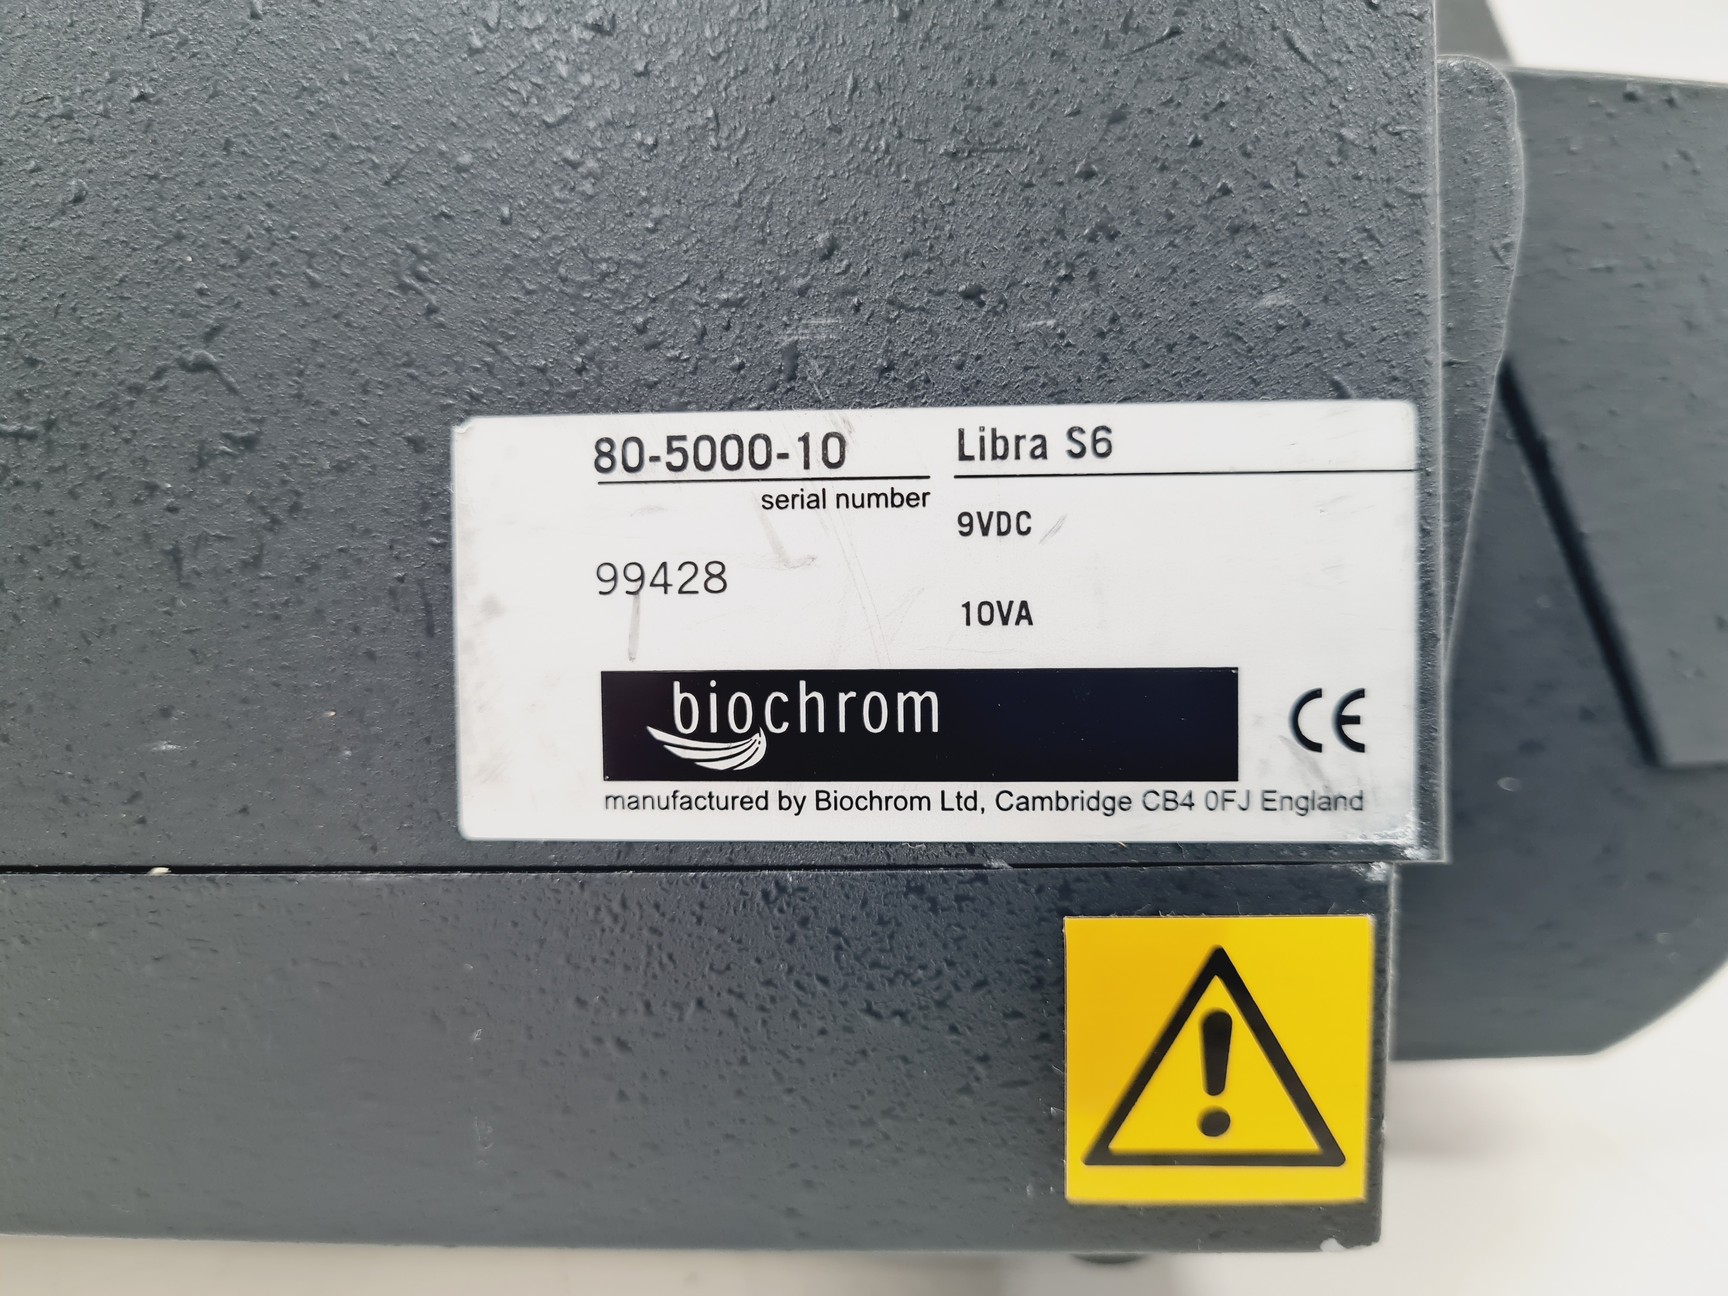 80-5000-10
Libra S6
serial number
9VDC
99428
10VA
biochrom
CE
manufactured by Biochrom Ltd, Cambridge CB4 0FJ England
!